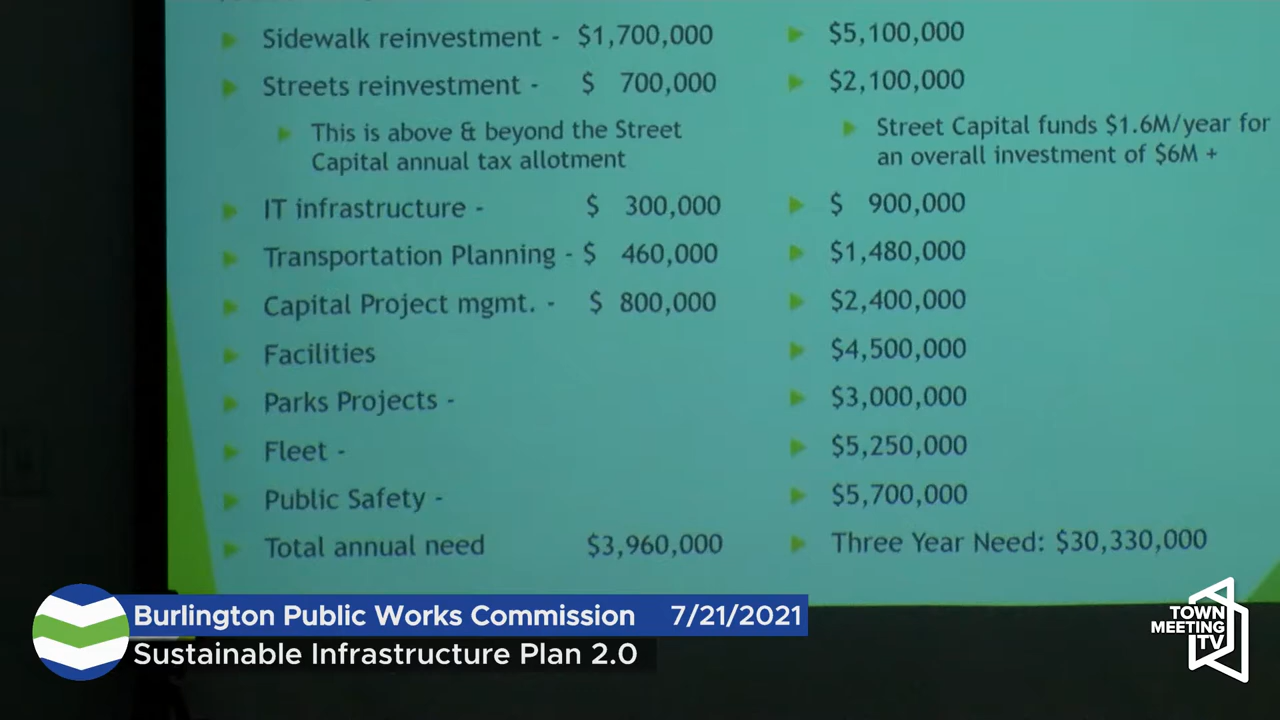 Sidewalk reinvestment - $1,700,000 $5,100,000
Streets reinvestment - $ 700,000 $2,100,000
This is above & beyond the Street
Capital annual tax allotment
Street Capital funds $1.6M/year for
an overall investment of $6M +
IT infrastructure - $ 300,000 $ 900,000
Transportation Planning - $ 460,000 $1,480,000
Capital Project mgmt. - $ 800,000 $2,400,000
Facilities $4,500,000
Parks Projects - $3,000,000
Fleet - $5,250,000
Public Safety - $5,700,000
Total annual need $3,960,000 Three Year Need: $30,330,000
Burlington Public Works Commission 7/21/2021
Sustainable Infrastructure Plan 2.0
TOWN
MEETING
TV